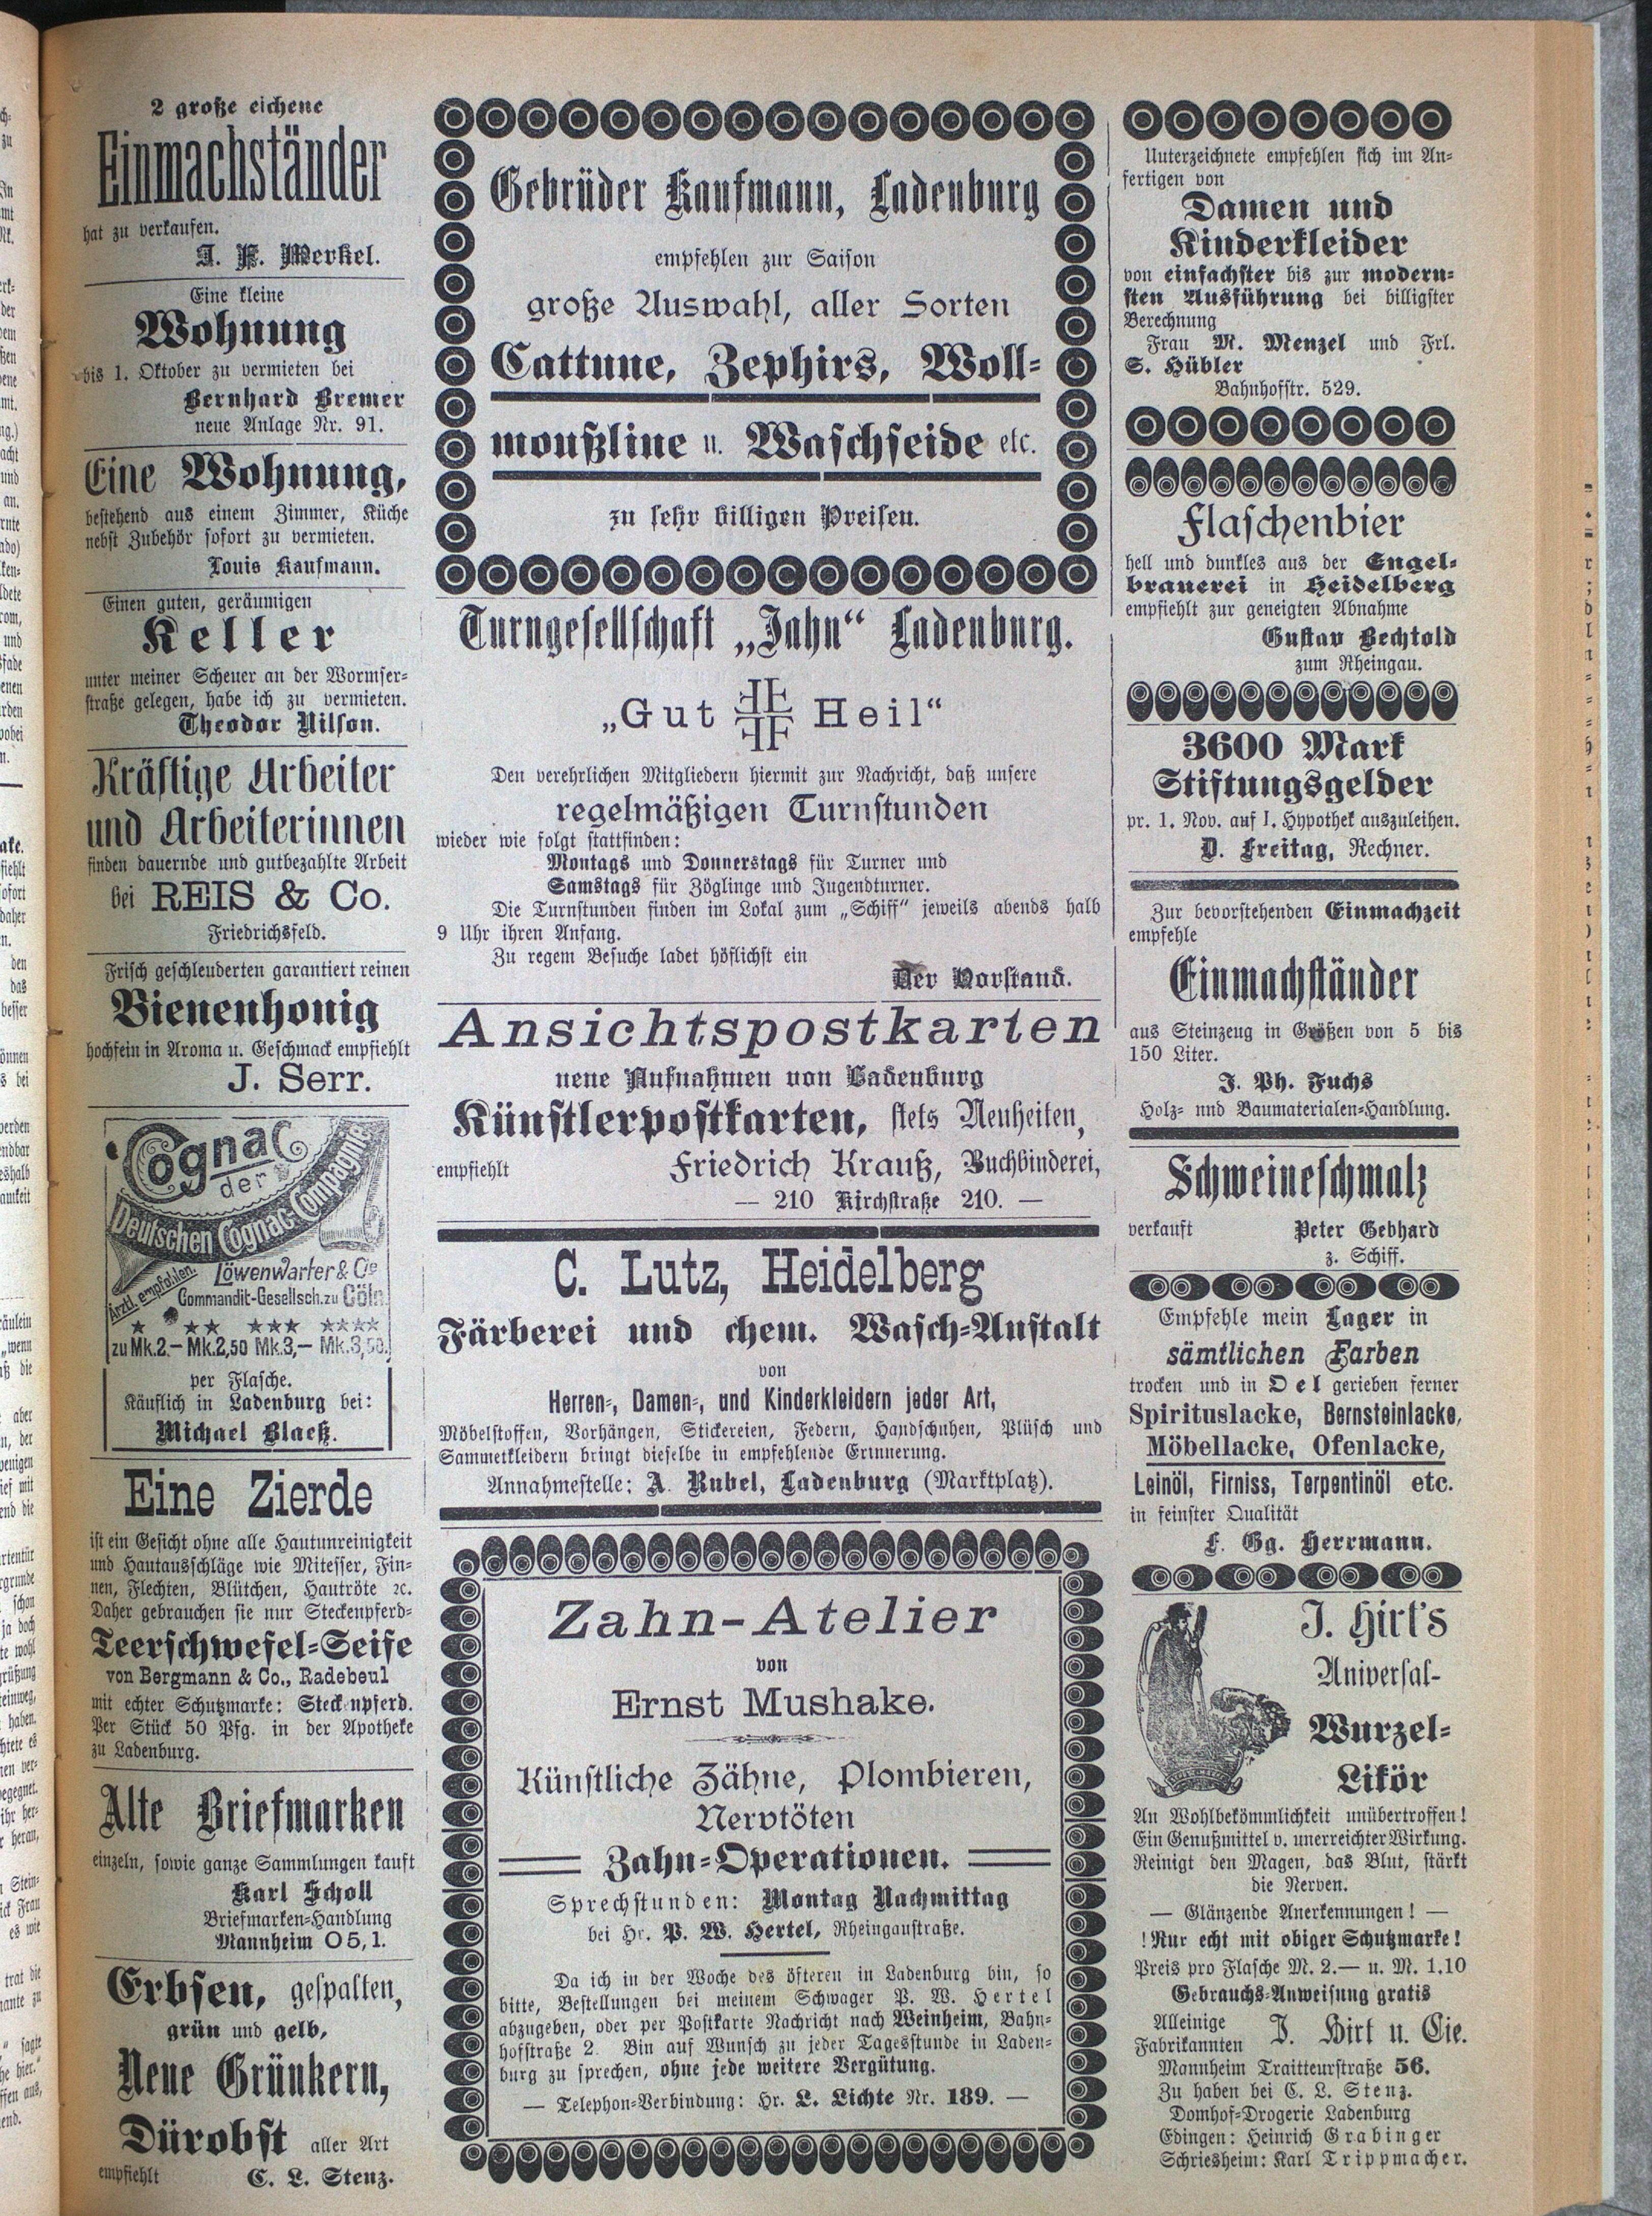 2 große eichene
Einmachständer
hat zu verkaufen.
J. F. Merkel.
Eine kleine
Wohnung
bis 1. Oktober zu vermieten bei
Bernhard Bremer
neue Anlage Nr. 91.
Eine Wohnung,
bestehend aus einem Zimmer, Küche
nebst Zubehör sofort zu vermieten.
Louis Kaufmann.
Einen guten, geräumigen
Keller
unter meiner Scheuer an der Wormser-
straße gelegen, habe ich zu vermieten.
Theodor Nilson.
Kräftige Arbeiter
und Arbeiterinnen
finden dauernde und gutbezahlte Arbeit
bei REIS & Co.
Friedrichsfeld.
Frisch geschleuderten garantiert reinen
Bienenhonig
hochfein in Aroma u. Geschmack empfiehlt
J. Serr.
Cognac
der
Deutschen Cognac-Compagnie
Ärztl. empfohlen.
Löwenwarter & Cie
Commandit-Gesellsch. zu Cöln
★ ★★ ★★★ ★★★★
zu Mk. 2.— Mk. 2,50 Mk. 3,— Mk. 3,50.
per Flasche.
Käuflich in Ladenburg bei:
Michael Blaeß.
Eine Zierde
ist ein Gesicht ohne alle Hautunreinigkeit
und Hautausschläge wie Mitesser, Fin-
nen, Flechten, Blütchen, Hautröte ꝛc.
Daher gebrauchen sie nur Steckenpferd-
Teerschwefel-Seife
von Bergmann & Co., Radebeul
mit echter Schutzmarke: Steck npferd.
Per Stück 50 Pfg. in der Apotheke
zu Ladenburg.
Alte Briefmarken
einzeln, sowie ganze Sammlungen kauft
Karl Scholl
Briefmarken-Handlung
Mannheim O 5, 1.
Erbsen, gespalten,
grün und gelb,
Neue Grünkern,
Dürobst aller Art
empfiehlt C. L. Stenz.
Gebrüder Kaufmann, Ladenburg
empfehlen zur Saison
große Auswahl, aller Sorten
Cattune, Zephirs, Woll-
moußline u. Waschseide etc.
zu sehr billigen Preisen.
Turngesellschaft „Jahn“ Ladenburg.
„Gut Heil“
Den verehrlichen Mitgliedern hiermit zur Nachricht, daß unsere
regelmäßigen Turnstunden
wieder wie folgt stattfinden:
Montags und Donnerstags für Turner und
Samstags für Zöglinge und Jugendturner.
Die Turnstunden finden im Lokal zum „Schiff“ jeweils abends halb
9 Uhr ihren Anfang.
Zu regem Besuche ladet höflichst ein
Der Vorstand.
Ansichtspostkarten
neue Aufnahmen von Ladenburg
Künstlerpostkarten, stets Neuheiten,
empfiehlt Friedrich Krauß, Buchbinderei,
— 210 Kirchstraße 210. —
C. Lutz, Heidelberg
Färberei und chem. Wasch-Anstalt
von
Herren-, Damen-, und Kinderkleidern jeder Art,
Möbelstoffen, Vorhängen, Stickereien, Federn, Handschuhen, Plüsch und
Sammetkleidern bringt dieselbe in empfehlende Erinnerung.
Annahmestelle: A. Rubel, Ladenburg (Marktplatz).
Zahn-Atelier
von
Ernst Mushake.
Künstliche Zähne, Plombieren,
Nervtöten
Zahn-Operationen.
Sprechstunden: Montag Nachmittag
bei Hr. P. W. Hertel, Rheingaustraße.
Da ich in der Woche des öfteren in Ladenburg bin, so
bitte, Bestellungen bei meinem Schwager P. W. Hertel
abzugeben, oder per Postkarte Nachricht nach Weinheim, Bahn-
hofstraße 2. Bin auf Wunsch zu jeder Tagesstunde in Laden-
burg zu sprechen, ohne jede weitere Vergütung.
— Telephon-Verbindung: Hr. L. Lichte Nr. 189. —
Unterzeichnete empfehlen sich im An-
fertigen von
Damen und
Kinderkleider
von einfachster bis zur modern-
sten Ausführung bei billigster
Berechnung
Frau M. Menzel und Frl.
S. Hübler
Bahnhofstr. 529.
Flaschenbier
hell und dunkles aus der Engel-
brauerei in Heidelberg
empfiehlt zur geneigten Abnahme
Gustav Bechtold
zum Rheingau.
3600 Mark
Stiftungsgelder
pr. 1. Nov. auf I. Hypothek auszuleihen.
D. Freitag, Rechner.
Zur bevorstehenden Einmachzeit
empfehle
Einmachständer
aus Steinzeug in Größen von 5 bis
150 Liter.
J. Ph. Fuchs
Holz- und Baumaterialen-Handlung.
Schweineschmalz
verkauft Peter Gebhard
z. Schiff.
Empfehle mein Lager in
sämtlichen Farben
trocken und in Oel gerieben ferner
Spirituslacke, Bernsteinlacke,
Möbellacke, Ofenlacke,
Leinöl, Firniss, Terpentinöl etc.
in feinster Qualität
F. Gg. Herrmann.
J. Hirt's
Universal-
Wurzel-
Likör
An Wohlbekömmlichkeit unübertroffen!
Ein Genußmittel v. unerreichter Wirkung.
Reinigt den Magen, das Blut, stärkt
die Nerven.
— Glänzende Anerkennungen! —
!Nur echt mit obiger Schutzmarke!
Preis pro Flasche M. 2.— u. M. 1.10
Gebrauchs-Anweisung gratis
Alleinige
Fabrikannten J. Hirt u. Cie.
Mannheim Traitteurstraße 56.
Zu haben bei C. L. Stenz.
Domhof-Drogerie Ladenburg
Edingen: Heinrich Grabinger
Schriesheim: Karl Trippmacher.